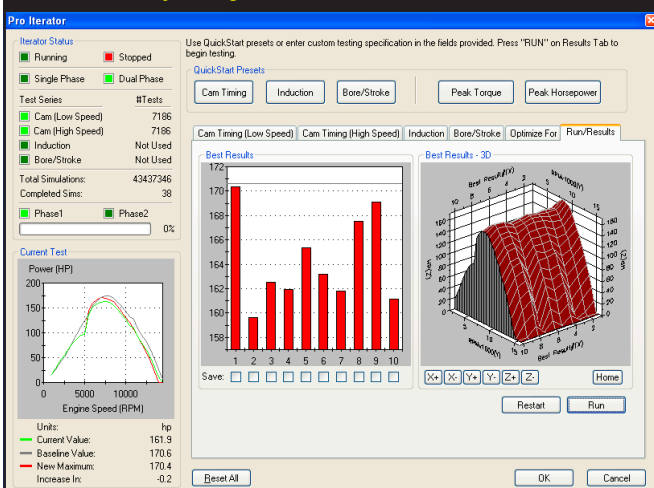 Pro Iterator
Iterator Status
Running Stopped
Single Phase Dual Phase
Test Series #Tests
Cam (Low Speed) 7186
Cam (High Speed) 7186
Induction Not Used
Bore/Stroke Not Used
Total Simulations: 43437346
Completed Sims: 38
Phase1 Phase2
0%
Current Test
Power (HP)
200
150
100
50
0
0 5000 10000
Engine Speed (RPM)
Units: hp
Current Value: 161.9
Baseline Value: 170.6
New Maximum: 170.4
Increase In: -0.2
Use QuickStart presets or enter custom testing specification in the fields provided. Press "RUN" on Results Tab to
begin testing.
QuickStart Presets
Cam Timing Induction Bore/Stroke Peak Torque Peak Horsepower
Cam Timing (Low Speed) Cam Timing (High Speed) Induction Bore/Stroke Optimize For Run/Results
Best Results
172
170
168
166
164
162
160
158
1 2 3 4 5 6 7 8 9 10
Save:
Best Results - 3D
X+ X- Y+ Y- Z+ Z- Home
Restart Run
Reset All OK Cancel